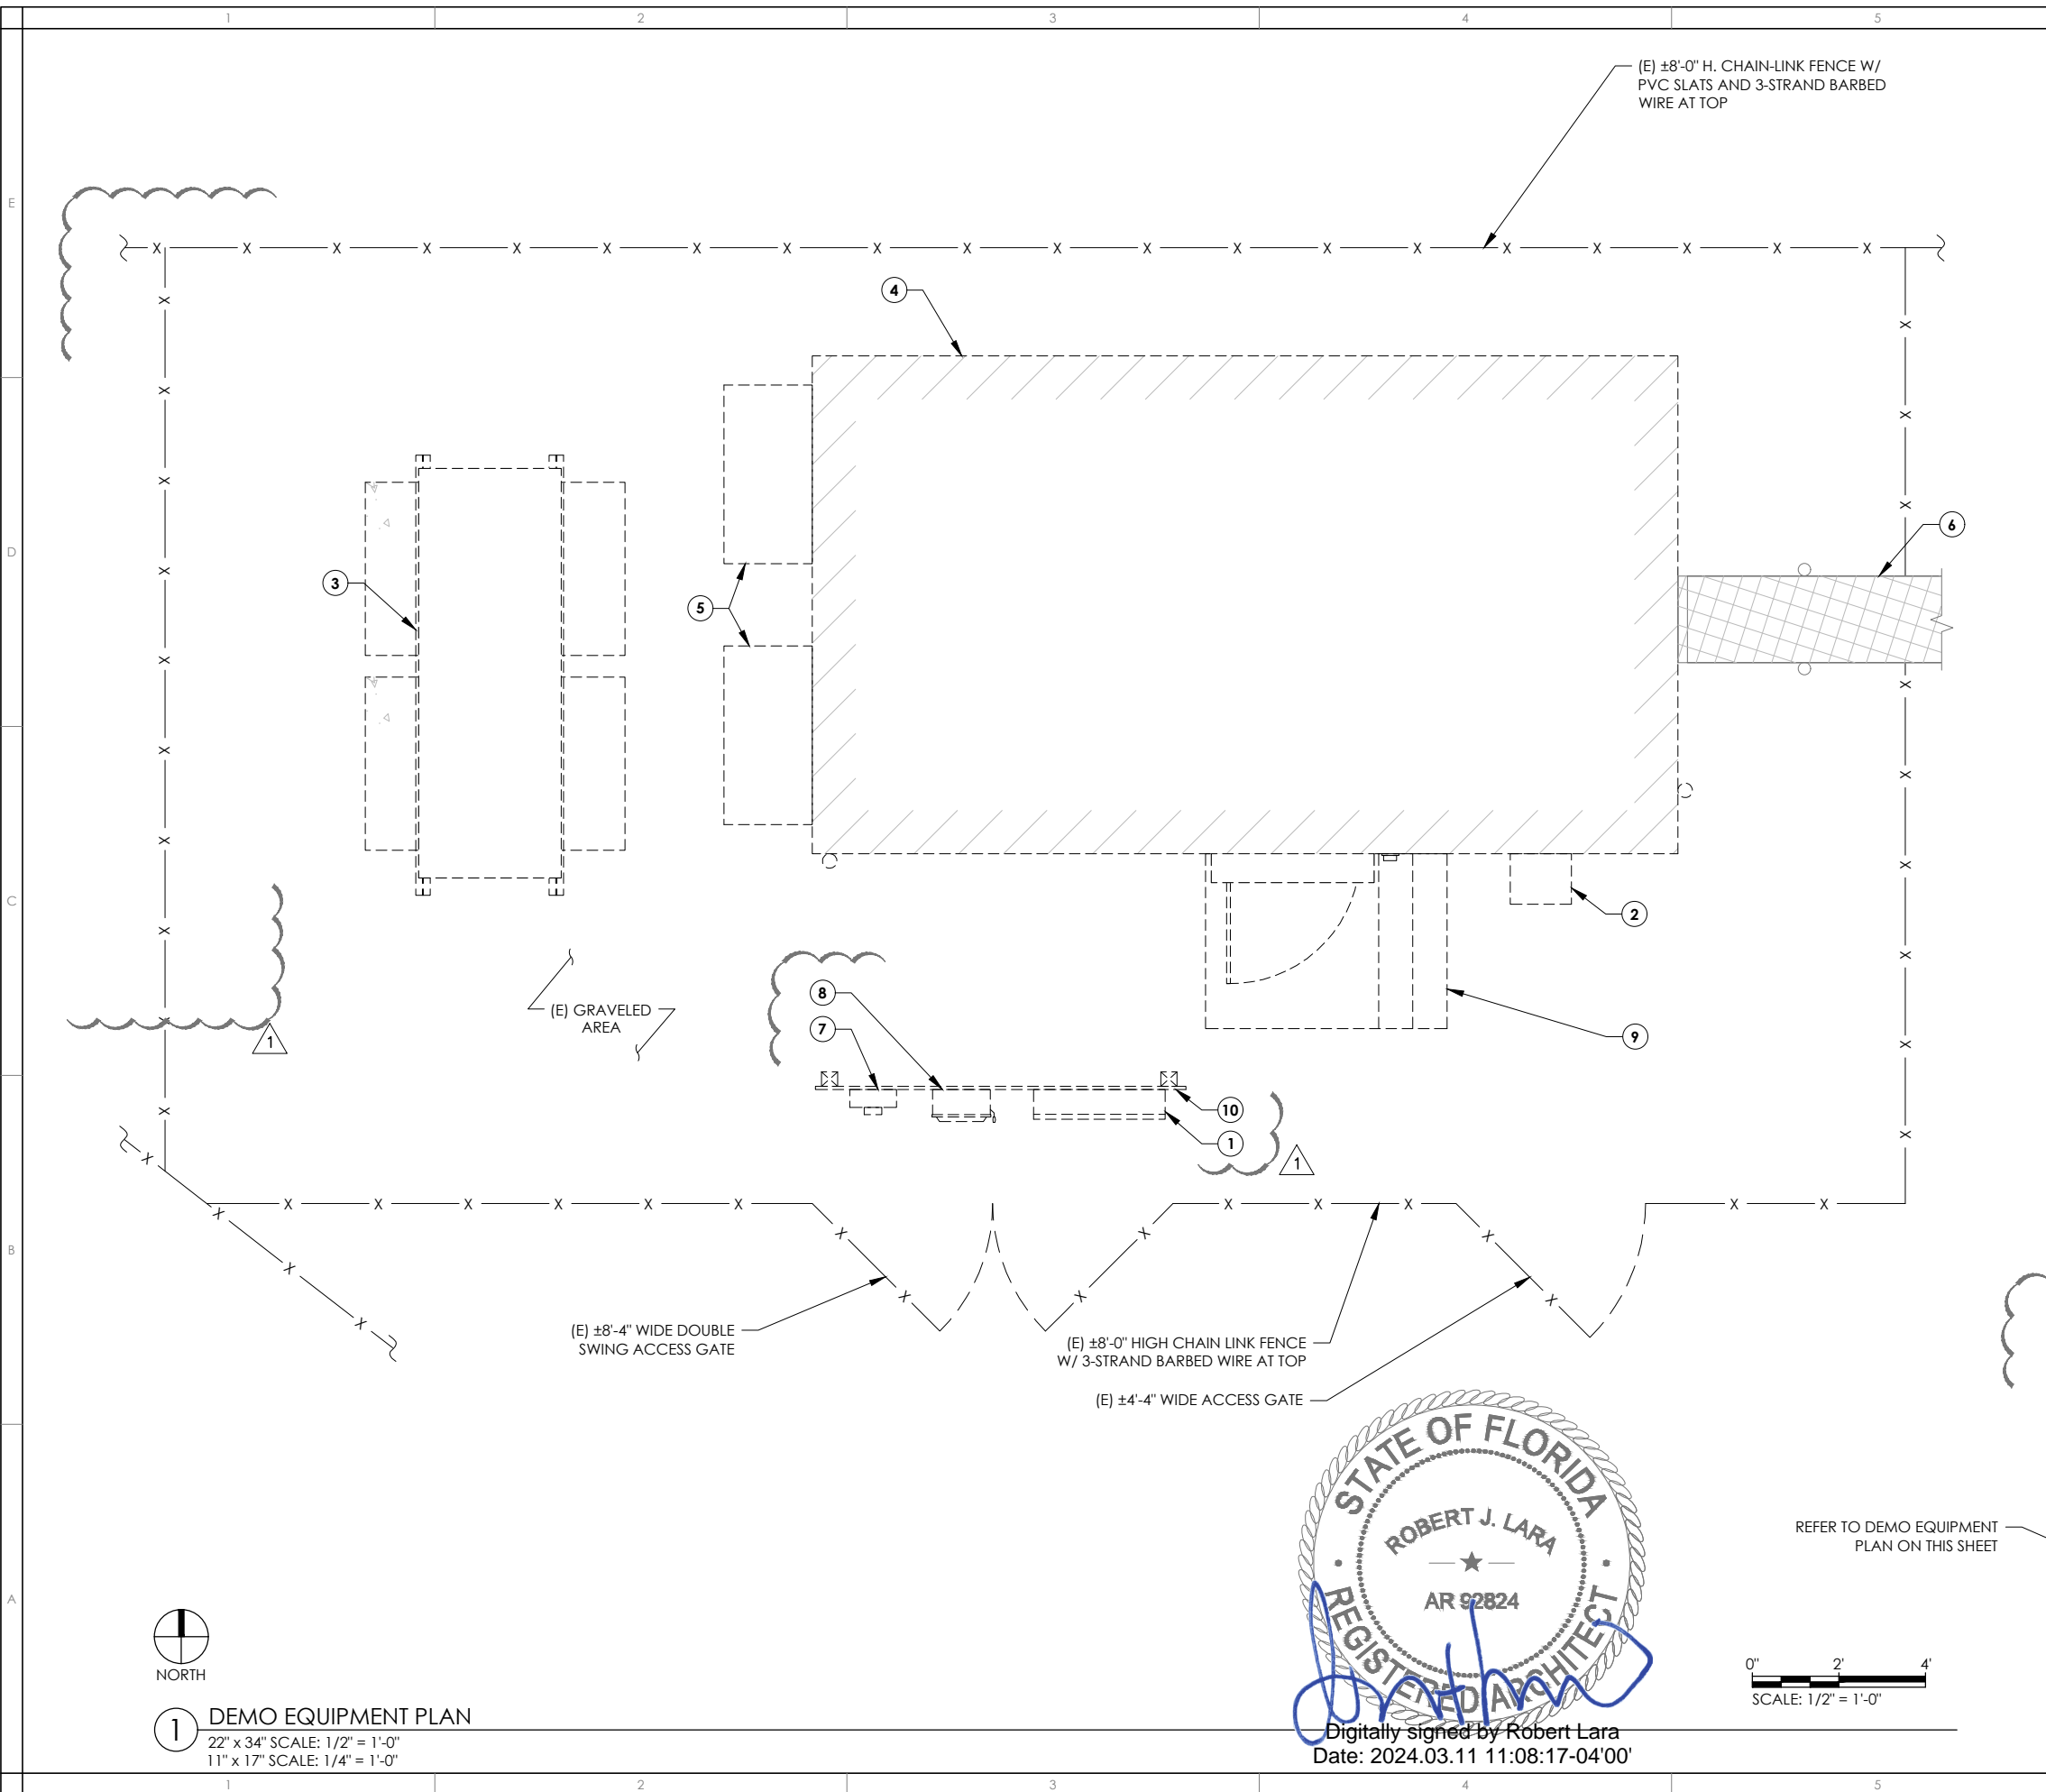 1 2 3 4 5
(E) ±8'-0" H. CHAIN-LINK FENCE W/
PVC SLATS AND 3-STRAND BARBED
WIRE AT TOP
E
X X X X X X X X X X X X X X X X X X X X
4
D
6
3
5
C
2
8
(E) GRAVELED
AREA
7
9
1
10
1
1
B
(E) ±8'-4" WIDE DOUBLE
SWING ACCESS GATE
(E) ±8'-0" HIGH CHAIN LINK FENCE
W/ 3-STRAND BARBED WIRE AT TOP
(E) ±4'-4" WIDE ACCESS GATE
STATE OF FLORIDA
ROBERT J. LARA
AR 92824
REGISTERED ARCHITECT
REFER TO DEMO EQUIPMENT
PLAN ON THIS SHEET
A
NORTH
0" 2' 4'
SCALE: 1/2" = 1'-0"
1 DEMO EQUIPMENT PLAN
22" x 34" SCALE: 1/2" = 1'-0"
11" x 17" SCALE: 1/4" = 1'-0"
Digitally signed by Robert Lara
Date: 2024.03.11 11:08:17-04'00'
1 2 3 4 5